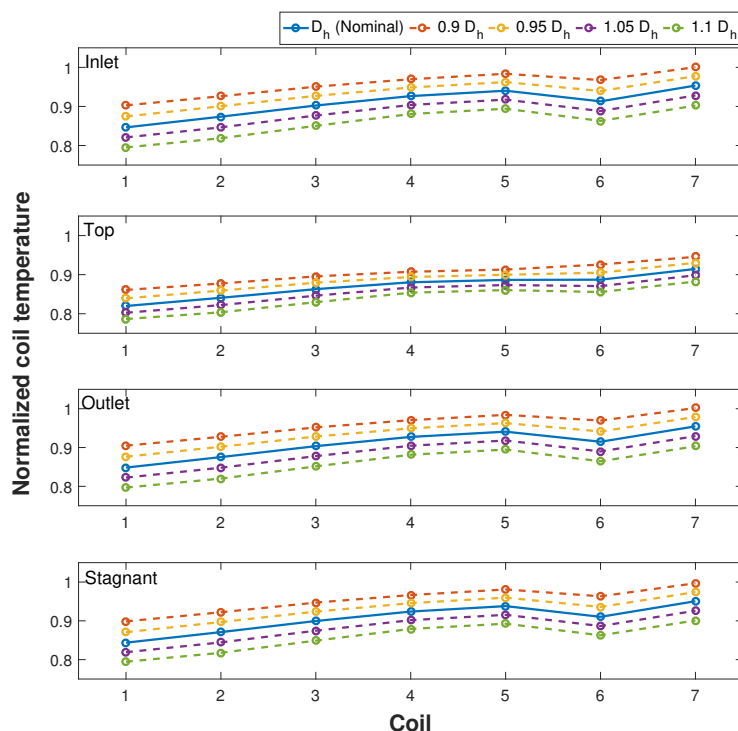 D_h (Nominal) 0.9 D_h 0.95 D_h 1.05 D_h 1.1 D_h
Normalized coil temperature
Inlet
1
0.9
0.8
1 2 3 4 5 6 7
Top
1
0.9
0.8
1 2 3 4 5 6 7
Outlet
1
0.9
0.8
1 2 3 4 5 6 7
Stagnant
1
0.9
0.8
1 2 3 4 5 6 7
Coil